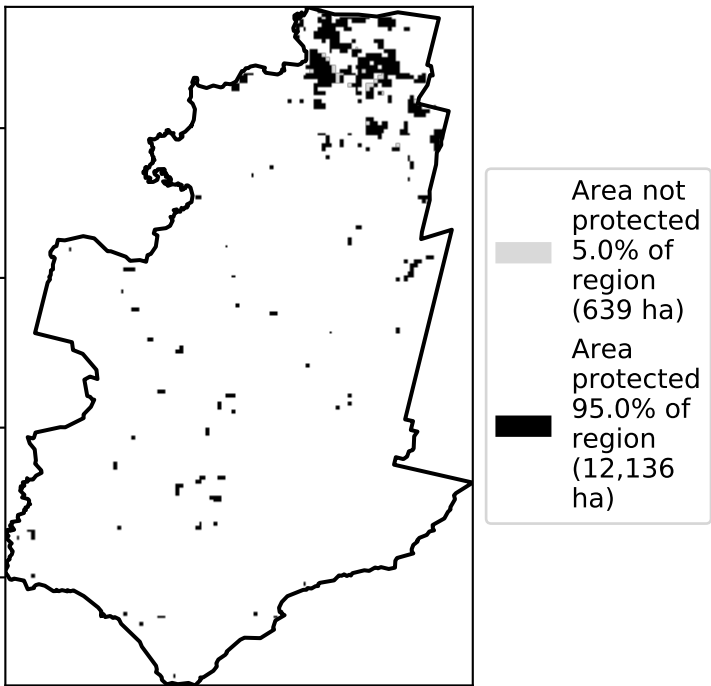 Area not
protected
5.0% of
region
(639 ha)
Area
protected
95.0% of
region
(12,136
ha)